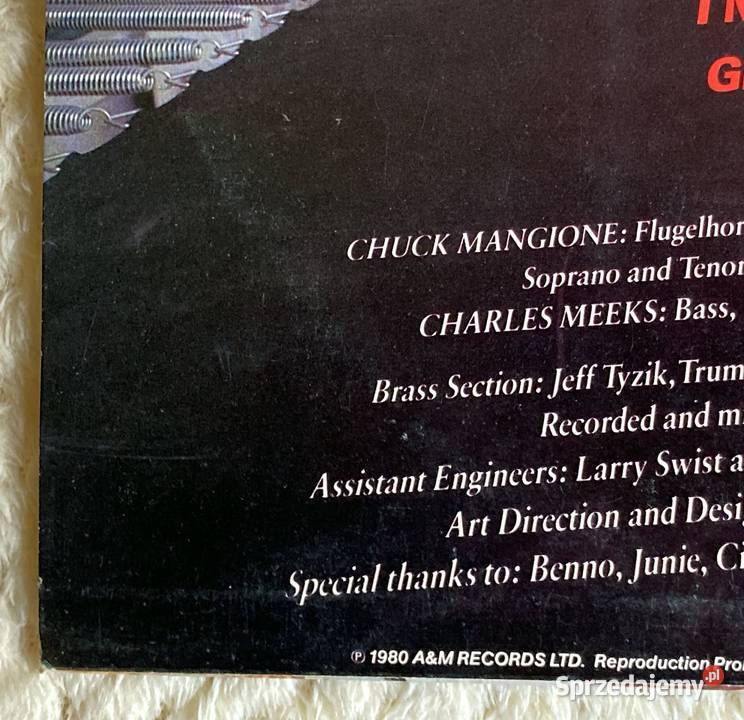 G
CHUCK MANGIONE: Flugelhor
Soprano and Tenor
CHARLES MEEKS: Bass,
Brass Section: Jeff Tyzik, Trum
Recorded and m
Assistant Engineers: Larry Swist a
Art Direction and Desi
Special thanks to: Benno, Junie, Ci
℗ 1980 A&M RECORDS LTD. Reproduction Pro
Sprzedajemy.pl